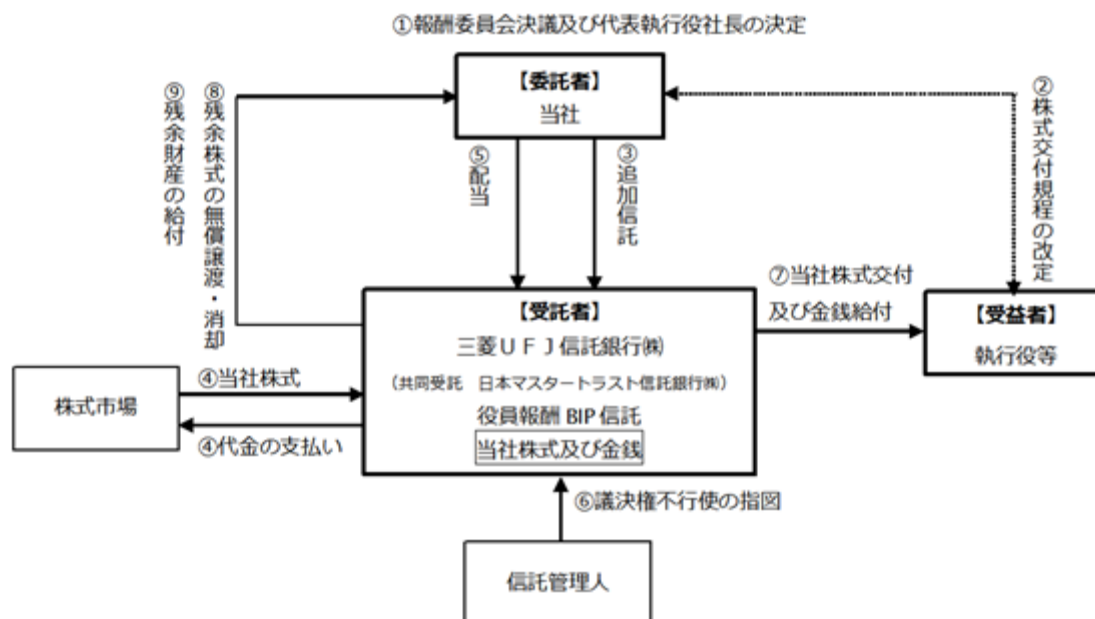 ①報酬委員会決議及び代表執行役社長の決定
【委託者】
当社
⑨残余財産の給付
⑧残余株式の無償譲渡・消却
⑤配当
③追加信託
②株式交付規程の改定
⑦当社株式交付
及び金銭給付
【受益者】
執行役等
【受託者】
三菱UFJ信託銀行㈱
（共同受託　日本マスタートラスト信託銀行㈱）
役員報酬 BIP 信託
当社株式及び金銭
株式市場
④当社株式
④代金の支払い
⑥議決権不行使の指図
信託管理人